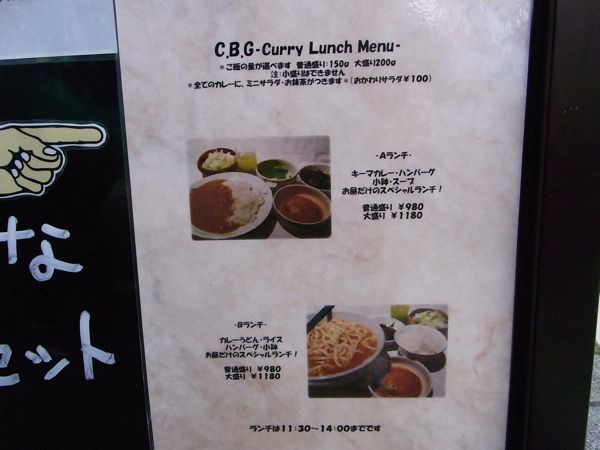 C.B.G-Curry Lunch Menu-
*ご飯の量が選べます 普通盛り:150g 大盛り200g
注:小盛りはできません
*全てのカレーに、ミニサラダ・お抹茶がつきます*(おかわりサラダ¥100)
-Aランチ-
キーマカレー・ハンバーグ
小鉢・スープ
お昼だけのスペシャルランチ!
普通盛り ¥980
大盛り ¥1180
な
セット
-Bランチ-
カレーうどん・ライス
ハンバーグ・小鉢
お昼だけのスペシャルランチ!
普通盛り ¥980
大盛り ¥1180
ランチは11:30～14:00までです